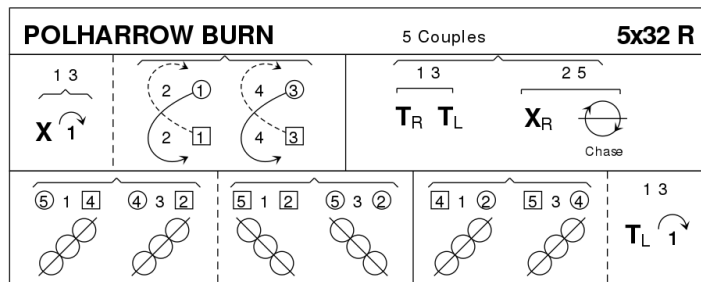 POLHARROW BURN 5 Couples 5x32 R
1 3 1 3 2 5
2 1 4 3
X 1 T R T L X R
2 1 4 3
Chase
5 1 4 4 3 2 5 1 2 5 3 2 4 1 2 5 3 4 1 3
T L 1